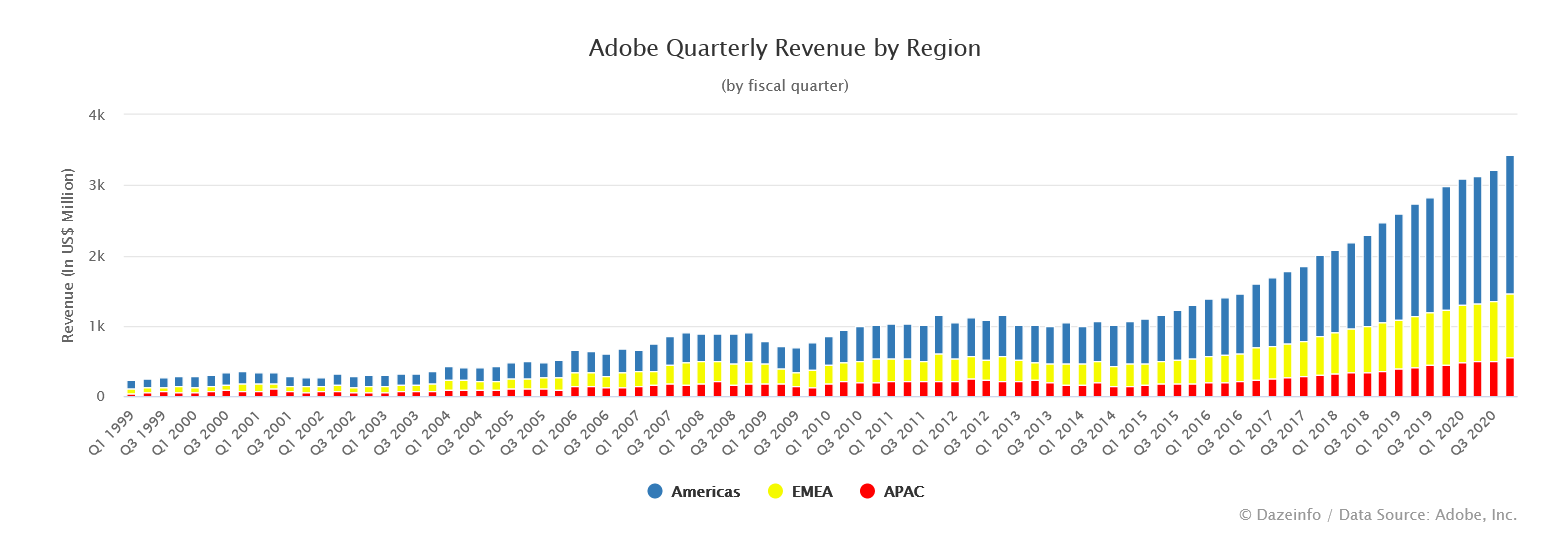 Adobe Quarterly Revenue by Region
(by fiscal quarter)
Revenue (In US$ Million)
4k
3k
2k
1k
0
Q1 1999
Q3 1999
Q1 2000
Q3 2000
Q1 2001
Q3 2001
Q1 2002
Q3 2002
Q1 2003
Q3 2003
Q1 2004
Q3 2004
Q1 2005
Q3 2005
Q1 2006
Q3 2006
Q1 2007
Q3 2007
Q1 2008
Q3 2008
Q1 2009
Q3 2009
Q1 2010
Q3 2010
Q1 2011
Q3 2011
Q1 2012
Q3 2012
Q1 2013
Q3 2013
Q1 2014
Q3 2014
Q1 2015
Q3 2015
Q1 2016
Q3 2016
Q1 2017
Q3 2017
Q1 2018
Q3 2018
Q1 2019
Q3 2019
Q1 2020
Q3 2020
Americas EMEA APAC
© Dazeinfo / Data Source: Adobe, Inc.